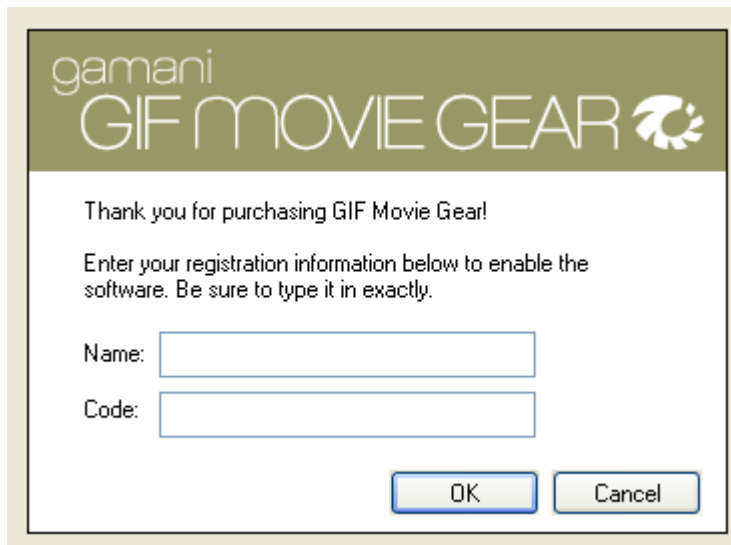 gamani
GIF MOVIE GEAR
Thank you for purchasing GIF Movie Gear!
Enter your registration information below to enable the
software. Be sure to type it in exactly.
Name:
Code:
OK Cancel